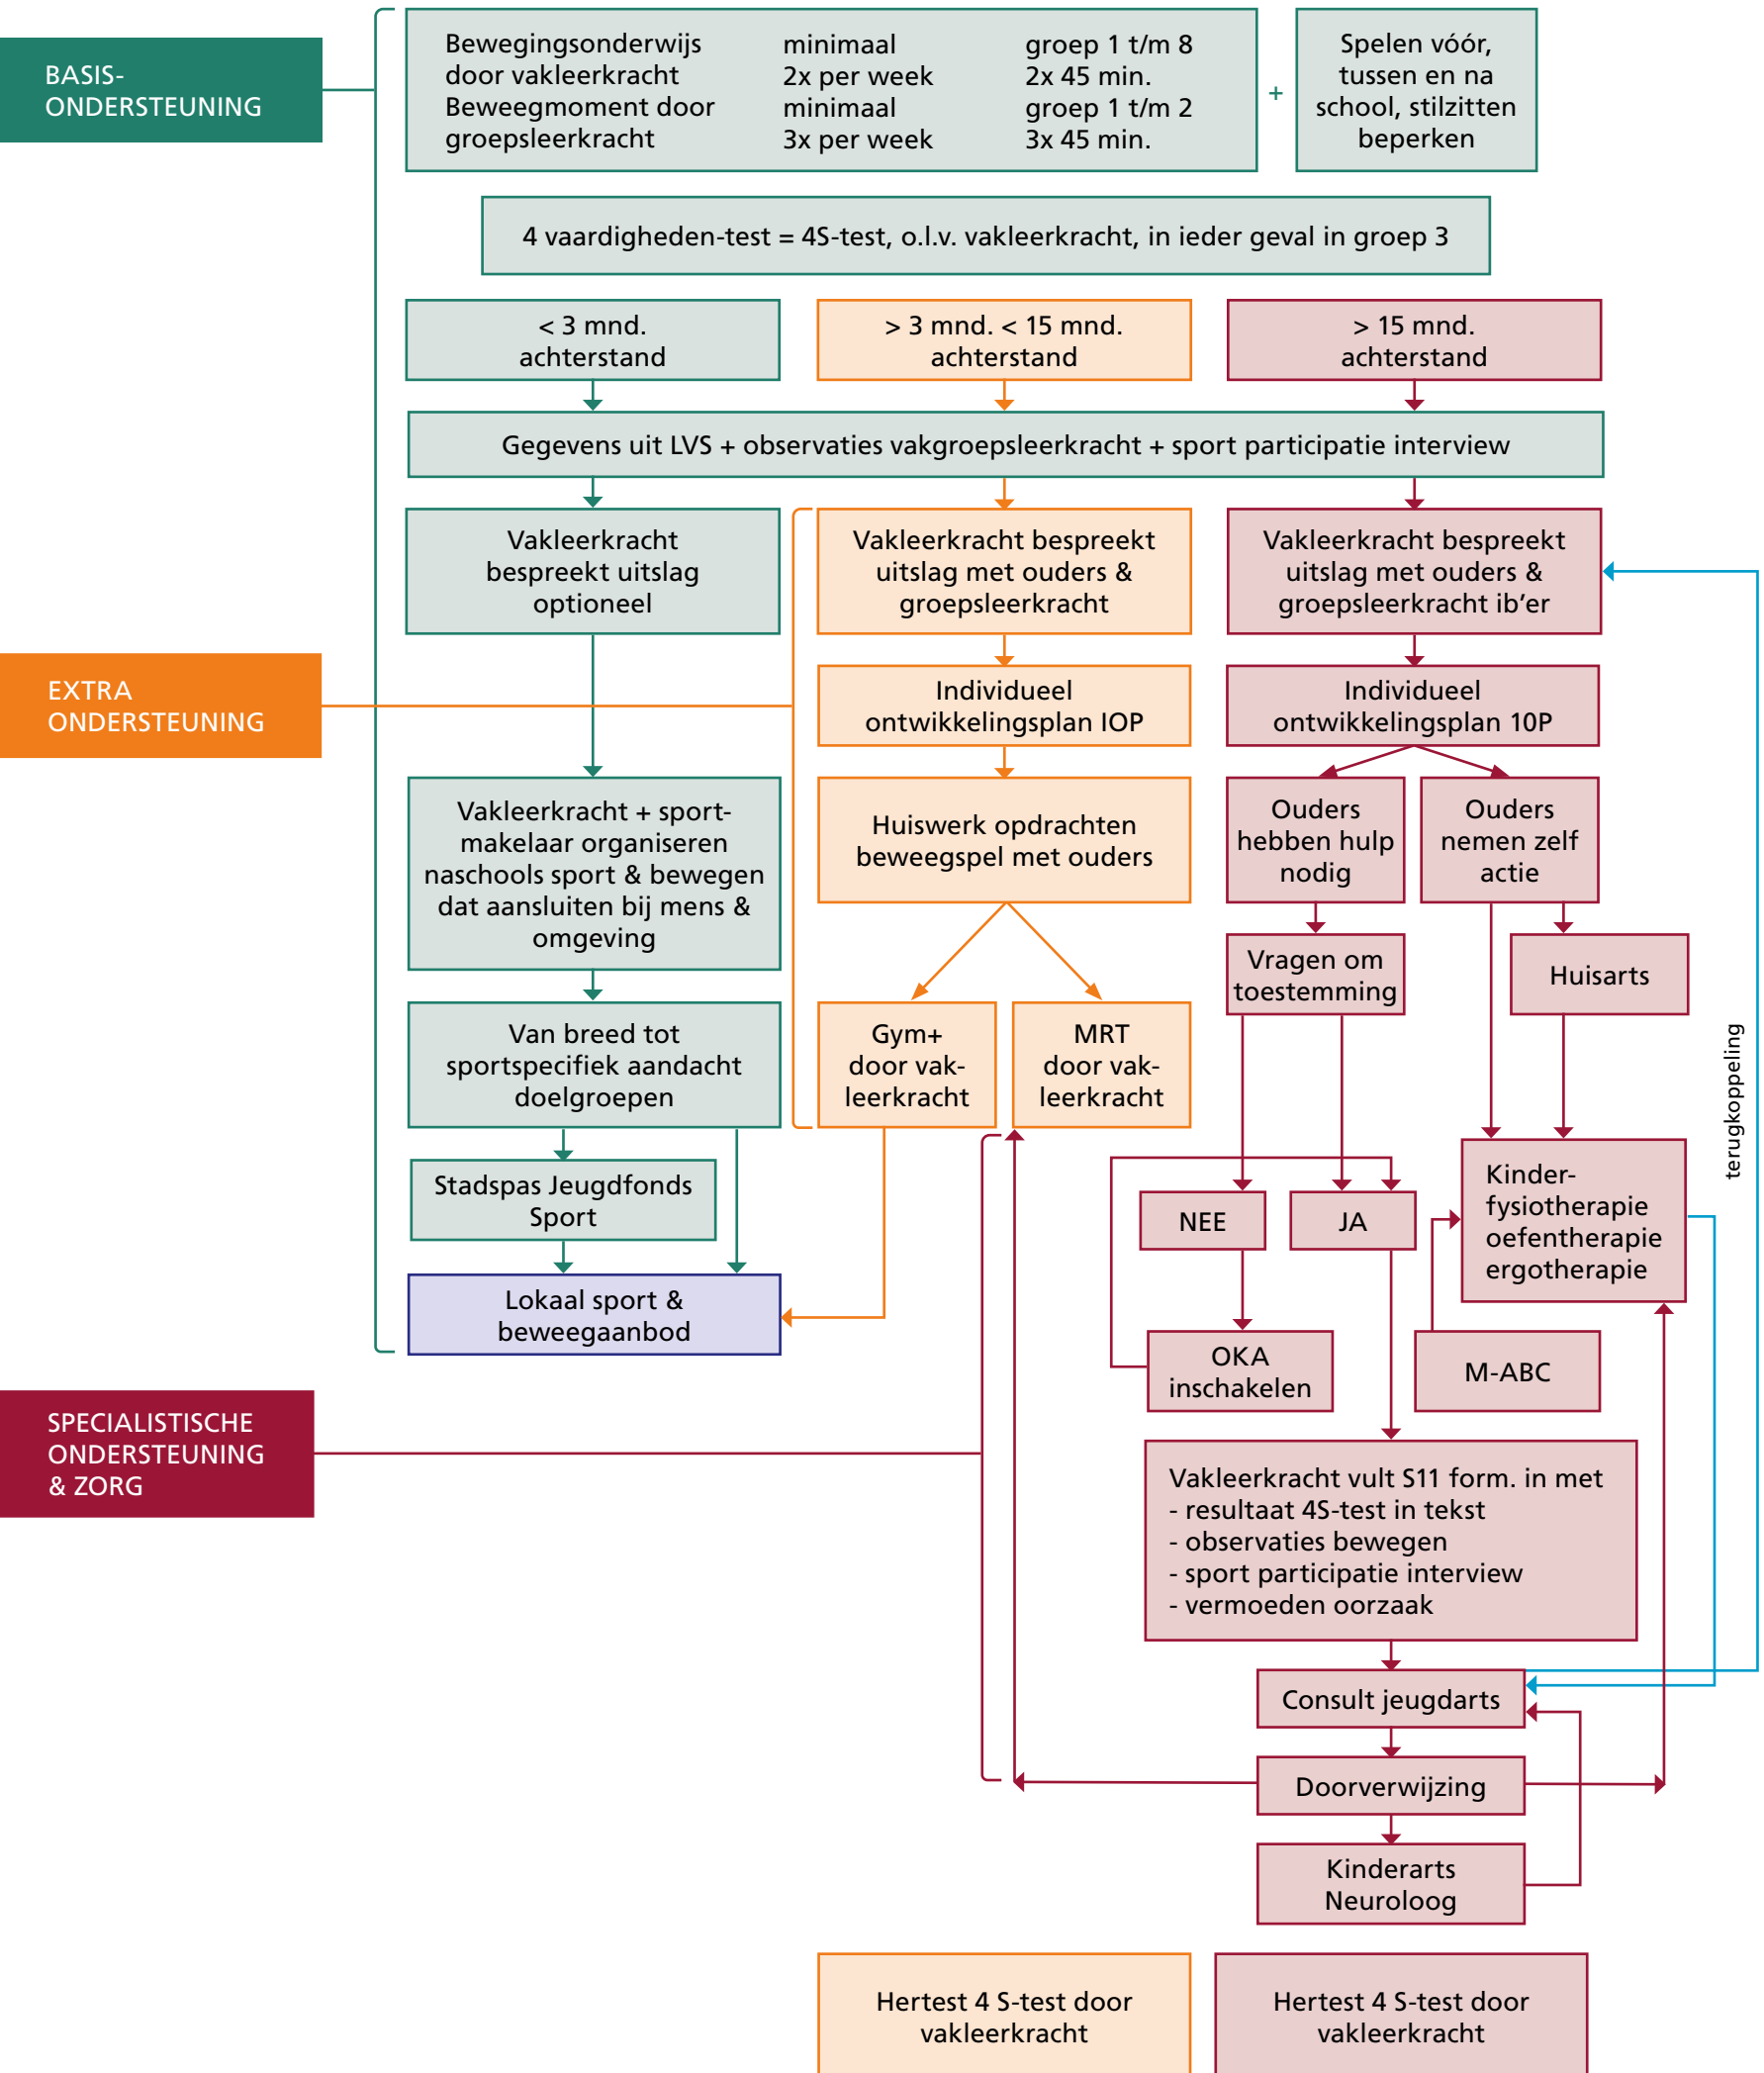 BASIS-
ONDERSTEUNING
Bewegingsonderwijs minimaal groep 1 t/m 8
door vakleerkracht 2x per week 2x 45 min.
Beweegmoment door minimaal groep 1 t/m 2
groepsleerkracht 3x per week 3x 45 min.
+
Spelen vóór,
tussen en na
school, stilzitten
beperken
4 vaardigheden-test = 4S-test, o.l.v. vakleerkracht, in ieder geval in groep 3
< 3 mnd.
achterstand
> 3 mnd. < 15 mnd.
achterstand
> 15 mnd.
achterstand
Gegevens uit LVS + observaties vakgroepsleerkracht + sport participatie interview
Vakleerkracht
bespreekt uitslag
optioneel
Vakleerkracht bespreekt
uitslag met ouders &
groepsleerkracht
Vakleerkracht bespreekt
uitslag met ouders &
groepsleerkracht ib'er
EXTRA
ONDERSTEUNING
Individueel
ontwikkelingsplan IOP
Individueel
ontwikkelingsplan 10P
Vakleerkracht + sport-
makelaar organiseren
naschools sport & bewegen
dat aansluiten bij mens &
omgeving
Huiswerk opdrachten
beweegspel met ouders
Ouders
hebben hulp
nodig
Ouders
nemen zelf
actie
Vragen om
toestemming
Huisarts
Van breed tot
sportspecifiek aandacht
doelgroepen
Gym+
door vak-
leerkracht
MRT
door vak-
leerkracht
terugkoppeling
Stadspas Jeugdfonds
Sport
NEE
JA
Kinder-
fysiotherapie
oefentherapie
ergotherapie
Lokaal sport &
beweegaanbod
OKA
inschakelen
M-ABC
SPECIALISTISCHE
ONDERSTEUNING
& ZORG
Vakleerkracht vult S11 form. in met
- resultaat 4S-test in tekst
- observaties bewegen
- sport participatie interview
- vermoeden oorzaak
Consult jeugdarts
Doorverwijzing
Kinderarts
Neuroloog
Hertest 4 S-test door
vakleerkracht
Hertest 4 S-test door
vakleerkracht